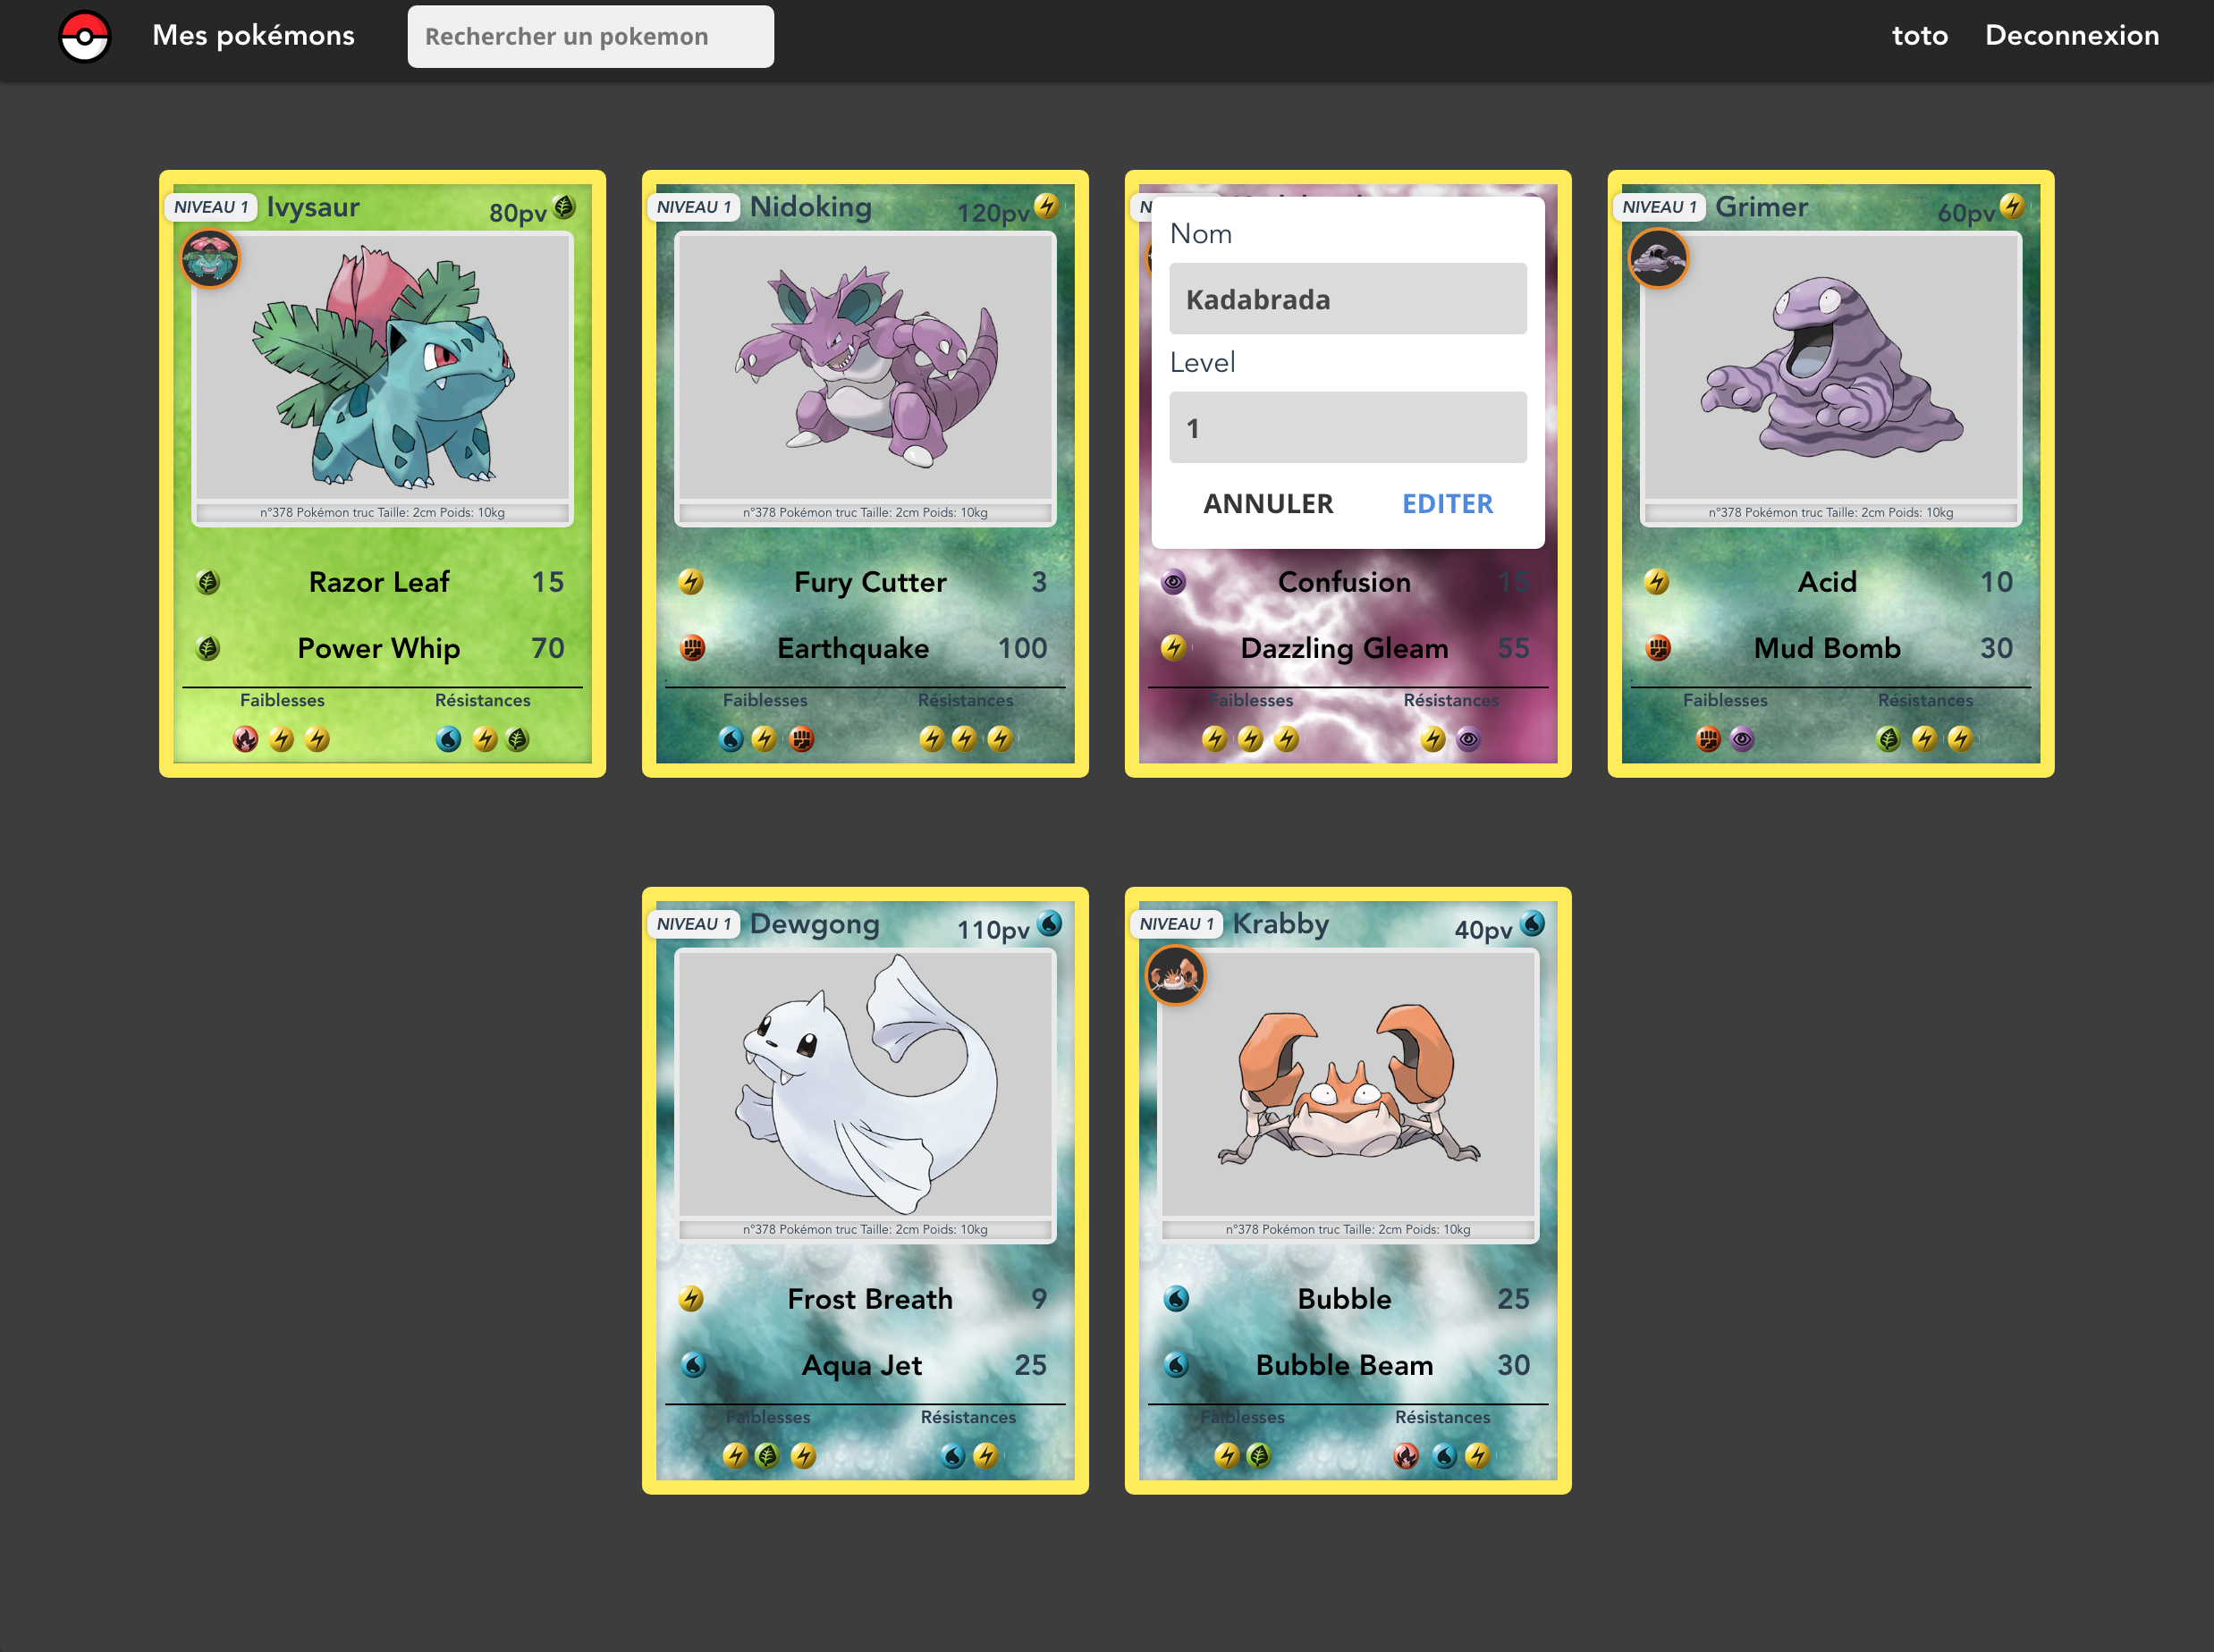 Mes pokémons
Rechercher un pokemon
toto
Deconnexion
NIVEAU 1 Ivysaur 80pv
n°378 Pokémon truc Taille: 2cm Poids: 10kg
Razor Leaf 15
Power Whip 70
Faiblesses Résistances
NIVEAU 1 Nidoking 120pv
n°378 Pokémon truc Taille: 2cm Poids: 10kg
Fury Cutter 3
Earthquake 100
Faiblesses Résistances
Nom
Kadabrada
Level
1
ANNULER EDITER
Confusion 15
Dazzling Gleam 55
Faiblesses Résistances
NIVEAU 1 Grimer 60pv
n°378 Pokémon truc Taille: 2cm Poids: 10kg
Acid 10
Mud Bomb 30
Faiblesses Résistances
NIVEAU 1 Dewgong 110pv
n°378 Pokémon truc Taille: 2cm Poids: 10kg
Frost Breath 9
Aqua Jet 25
Faiblesses Résistances
NIVEAU 1 Krabby 40pv
n°378 Pokémon truc Taille: 2cm Poids: 10kg
Bubble 25
Bubble Beam 30
Faiblesses Résistances